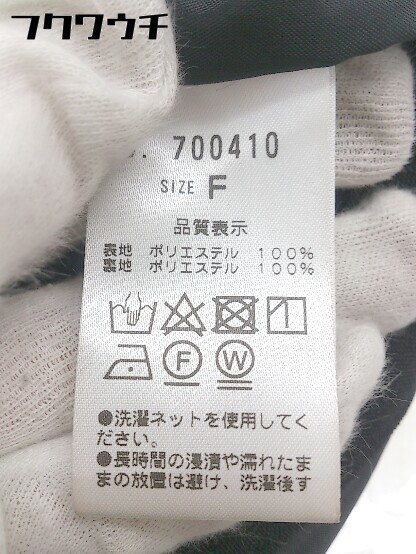 フクワウチ
. 700410
SIZE F
品質表示
表地 ポリエステル 100%
裏地 ポリエステル 100%
F W
●洗濯ネットを使用してく
ださい。
●長時間の浸漬や濡れたま
まの放置は避け、洗濯後す